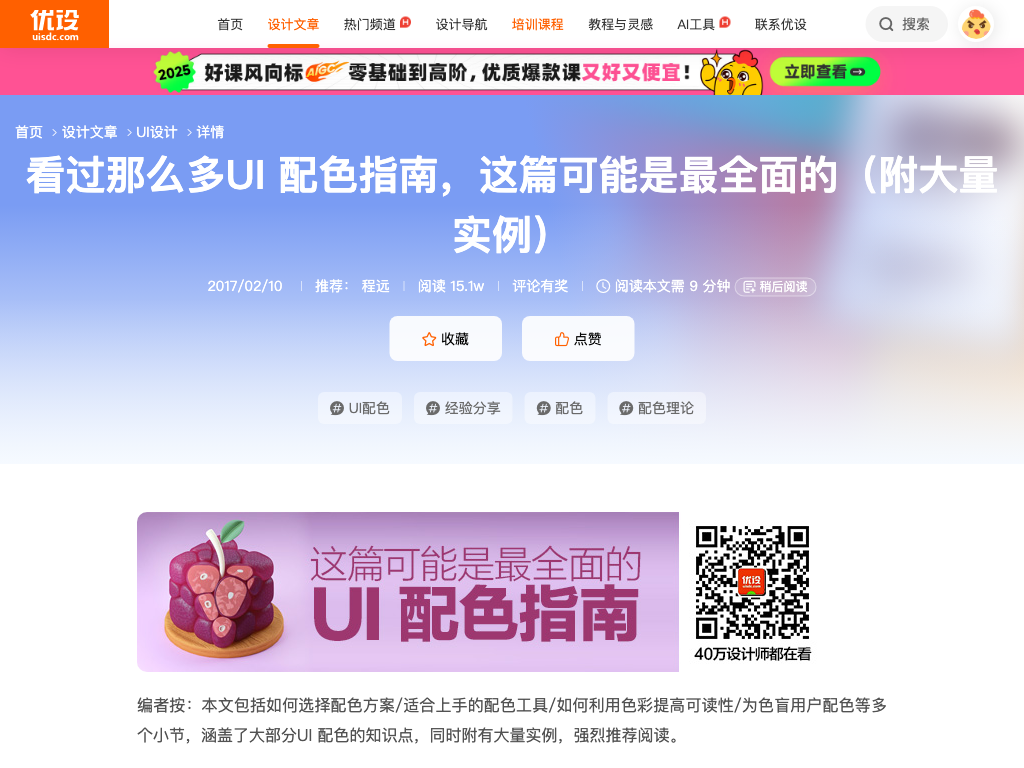 优设
uisdc.com
首页 设计文章 热门频道 H 设计导航 培训课程 教程与灵感 AI工具 H 联系优设
搜索
2025 好课风向标 AIGC 零基础到高阶,优质爆款课又好又便宜! 立即查看
首页 > 设计文章 > UI设计 > 详情
看过那么多UI 配色指南，这篇可能是最全面的（附大量
实例）
2017/02/10 | 推荐： 程远 | 阅读 15.1w | 评论有奖 | 阅读本文需 9 分钟 稍后阅读
收藏 点赞
# UI配色 # 经验分享 # 配色 # 配色理论
这篇可能是最全面的
UI 配色指南
优设
uisdc.com
40万设计师都在看
编者按：本文包括如何选择配色方案/适合上手的配色工具/如何利用色彩提高可读性/为色盲用户配色等多
个小节，涵盖了大部分UI 配色的知识点，同时附有大量实例，强烈推荐阅读。